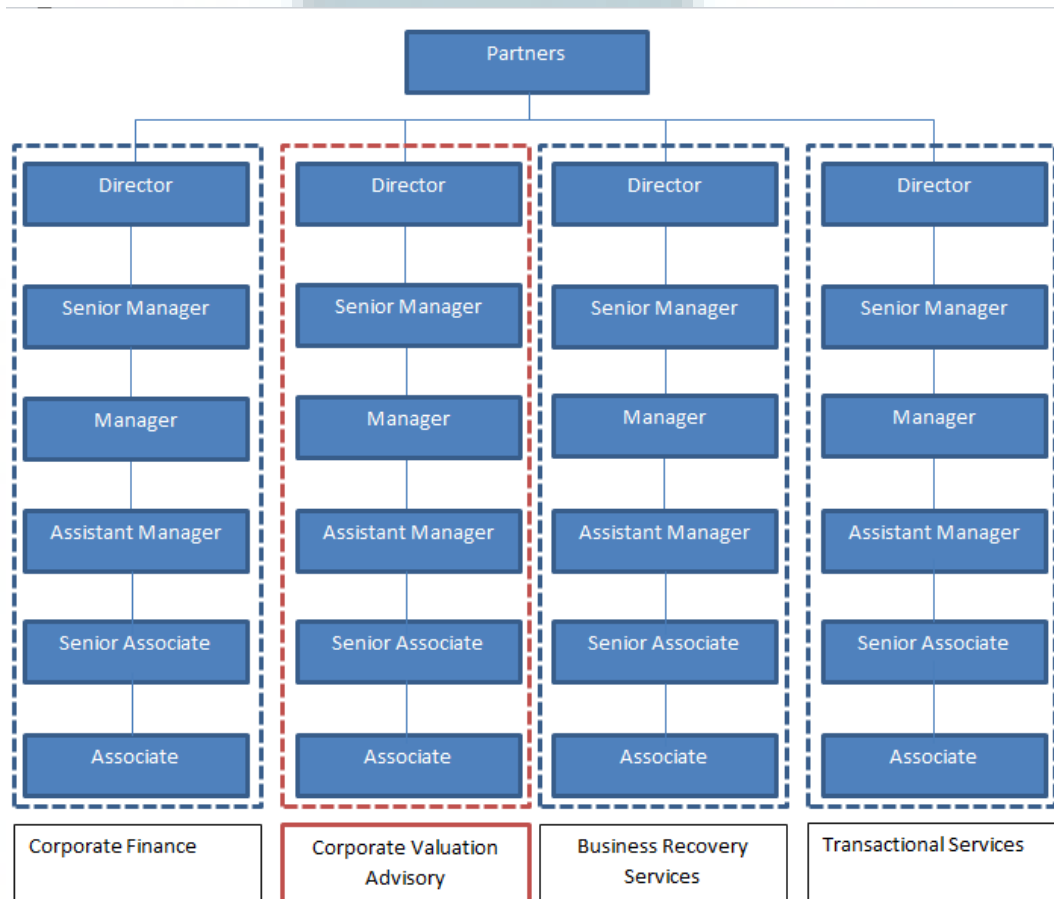 Partners
Director
Director
Director
Director
Senior Manager
Senior Manager
Senior Manager
Senior Manager
Manager
Manager
Manager
Manager
Assistant Manager
Assistant Manager
Assistant Manager
Assistant Manager
Senior Associate
Senior Associate
Senior Associate
Senior Associate
Associate
Associate
Associate
Associate
Corporate Finance
Corporate Valuation
Advisory
Business Recovery
Services
Transactional Services